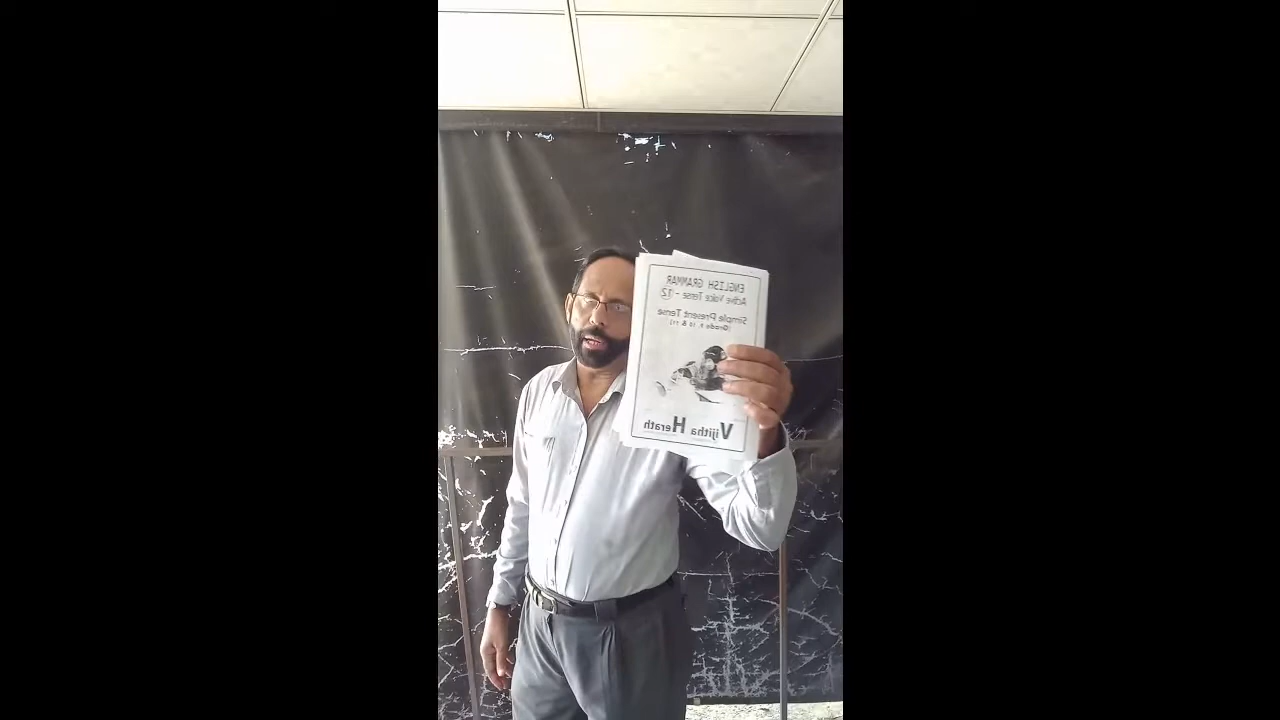 ENGLISH GRAMMAR
Active Voice Tense - 12
Simple Present Tense
(Grade 9, 10 & 11)
Vijitha Herath